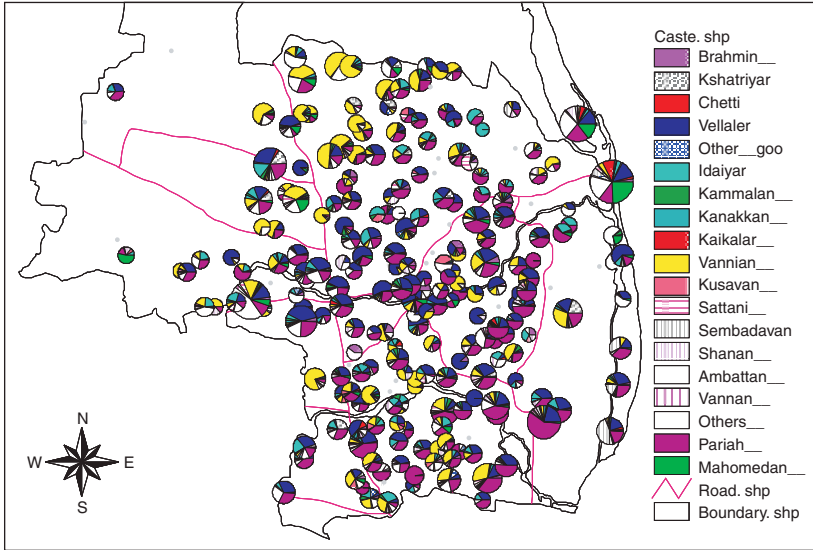 Caste. shp
Brahmin__
Kshatriyar
Chetti
Vellaler
Other__goo
Idaiyar
Kammalan__
Kanakkan__
Kaikalar__
Vannian__
Kusavan__
Sattani__
Sembadavan
Shanan__
Ambattan__
Vannan__
Others__
Pariah__
Mahomedan__
Road. shp
Boundary. shp
N
W E
S